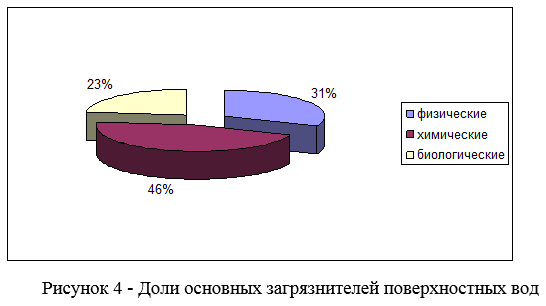 23%
31%
46%
физические
химические
биологические
Рисунок 4 - Доли основных загрязнителей поверхностных вод